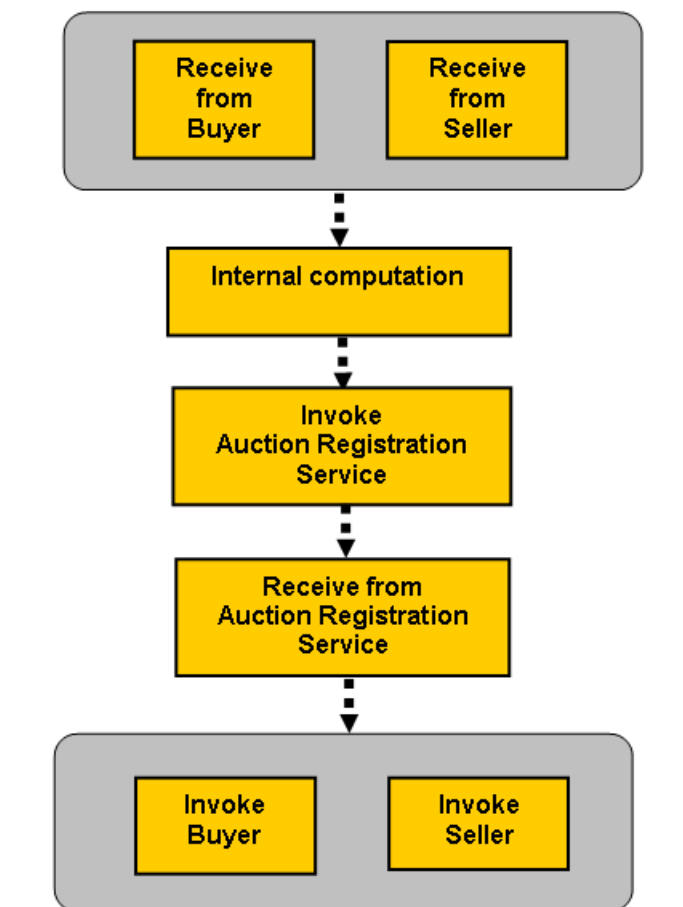 Receive
from
Buyer
Receive
from
Seller
Internal computation
Invoke
Auction Registration
Service
Receive from
Auction Registration
Service
Invoke
Buyer
Invoke
Seller